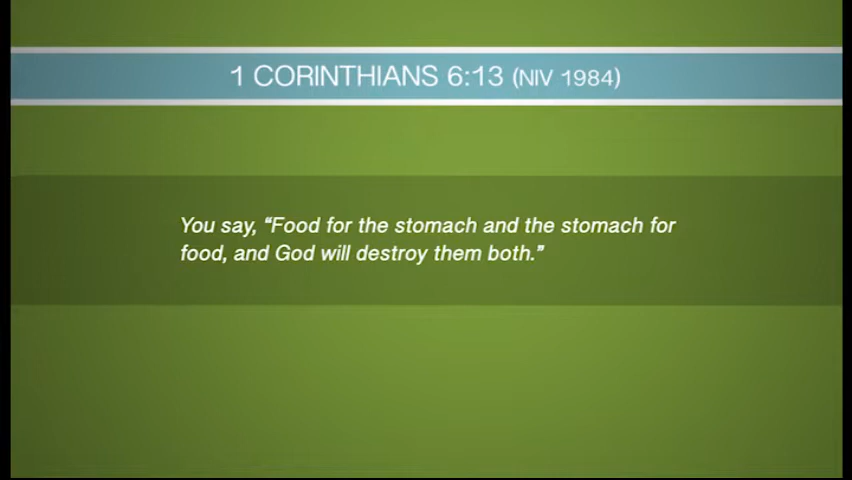 1 CORINTHIANS 6:13 (NIV 1984)
You say, “Food for the stomach and the stomach for
food, and God will destroy them both.”